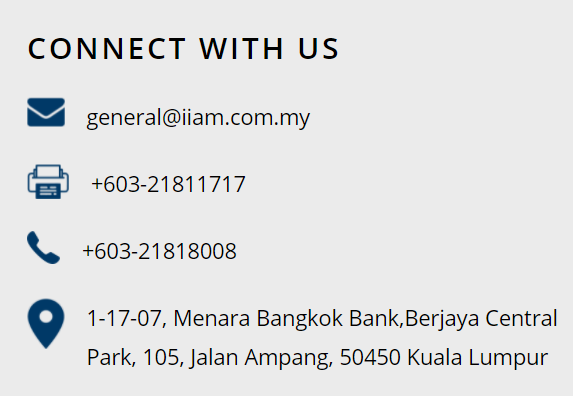 CONNECT WITH US
general@iiam.com.my
+603-21811717
+603-21818008
1-17-07, Menara Bangkok Bank,Berjaya Central
Park, 105, Jalan Ampang, 50450 Kuala Lumpur